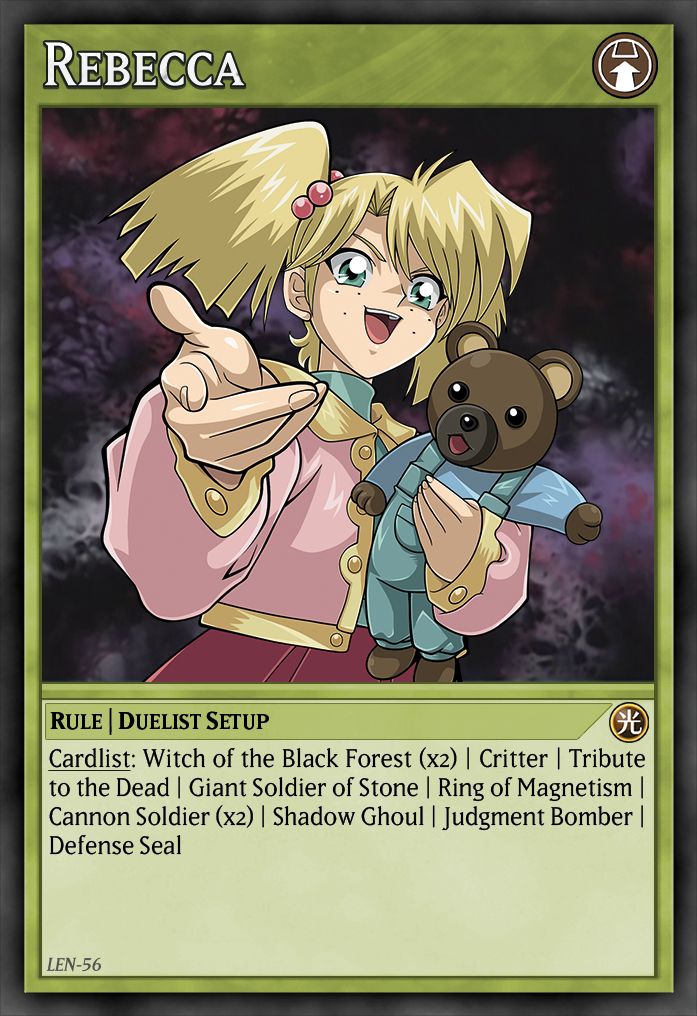 Rebecca
Rule | Duelist Setup
光
Cardlist: Witch of the Black Forest (x2) | Critter | Tribute
to the Dead | Giant Soldier of Stone | Ring of Magnetism |
Cannon Soldier (x2) | Shadow Ghoul | Judgment Bomber |
Defense Seal
LEN-56